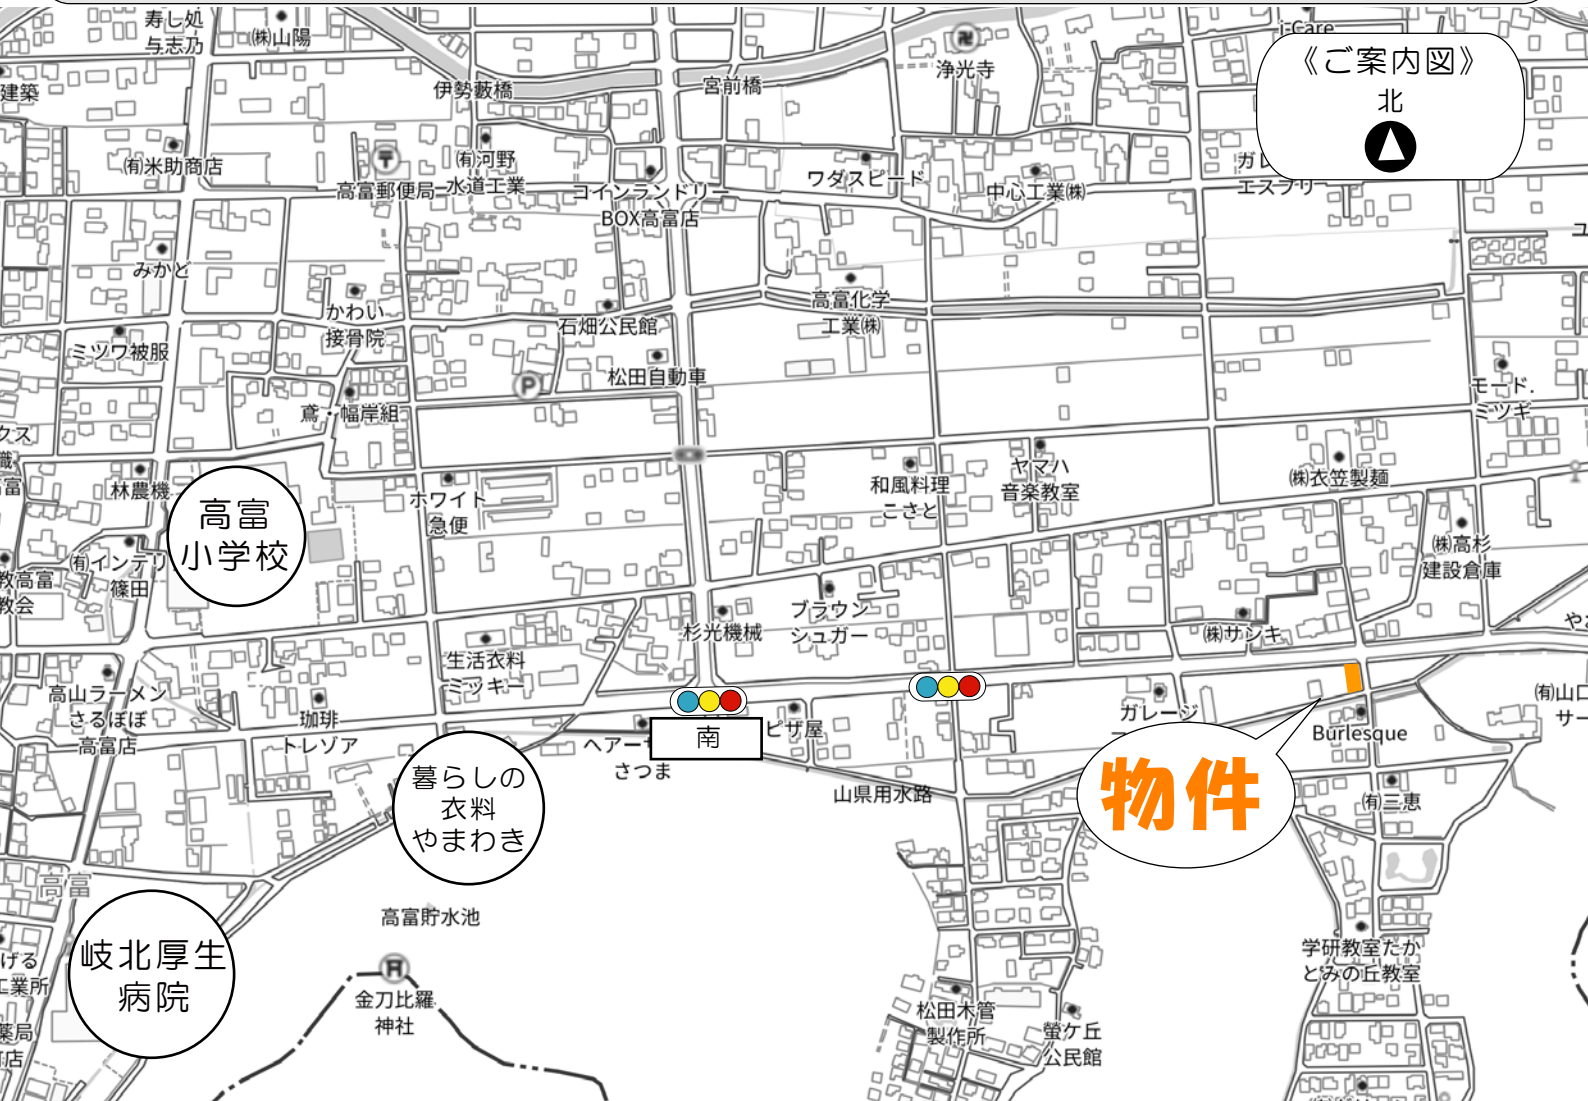 寿し処
与志乃
㈱山陽
i-Care
《ご案内図》
北
建築
伊勢藪橋
宮前橋
浄光寺
㈲米助商店
高富郵便局
㈲河野
水道工業
コインランドリー
BOX高富店
ワダスピード
中心工業㈱
エスプリ
みかど
かわい
接骨院
石畑公民館
高富化学
工業㈱
ミツワ被服
松田自動車
鳶・幅岸組
モード.
ミツギ
クス
林農機
高富
小学校
ホワイト
急便
和風料理
こさと
ヤマハ
音楽教室
㈱衣笠製麺
㈲インテリ
篠田
教高富
教会
㈱高杉
建設倉庫
杉光機械
ブラウン
シュガー
㈱サンキ
生活衣料
ミッキー
高山ラーメン
さるぼぼ
高富店
珈琲
トレゾア
南
ヘアー
さつま
ピザ屋
ガレージ
Burlesque
㈲山口
サー
暮らしの
衣料
やまわき
山県用水路
物件
㈲三恵
高富
高富貯水池
岐北厚生
病院
げる
工業所
薬局
店
金刀比羅
神社
松田木管
製作所
螢ケ丘
公民館
学研教室たか
とみの丘教室
P